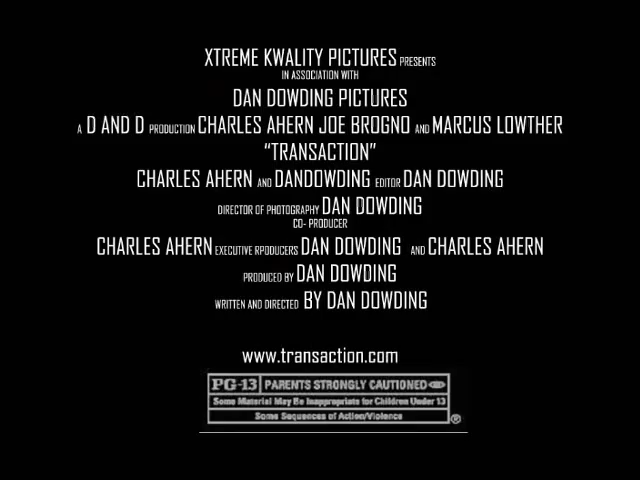 XTREME KWALITY PICTURES PRESENTS
IN ASSOCIATION WITH
DAN DOWDING PICTURES
A D AND D PRODUCTION CHARLES AHERN JOE BROGNO AND MARCUS LOWTHER
“TRANSACTION”
CHARLES AHERN AND DANDOWDING EDITOR DAN DOWDING
DIRECTOR OF PHOTOGRAPHY DAN DOWDING
CO- PRODUCER
CHARLES AHERN EXECUTIVE RPODUCERS DAN DOWDING AND CHARLES AHERN
PRODUCED BY DAN DOWDING
WRITTEN AND DIRECTED BY DAN DOWDING
www.transaction.com
PG-13 PARENTS STRONGLY CAUTIONED
Some Material May Be Inappropriate for Children Under 13
Some Sequences of Action/Violence
®